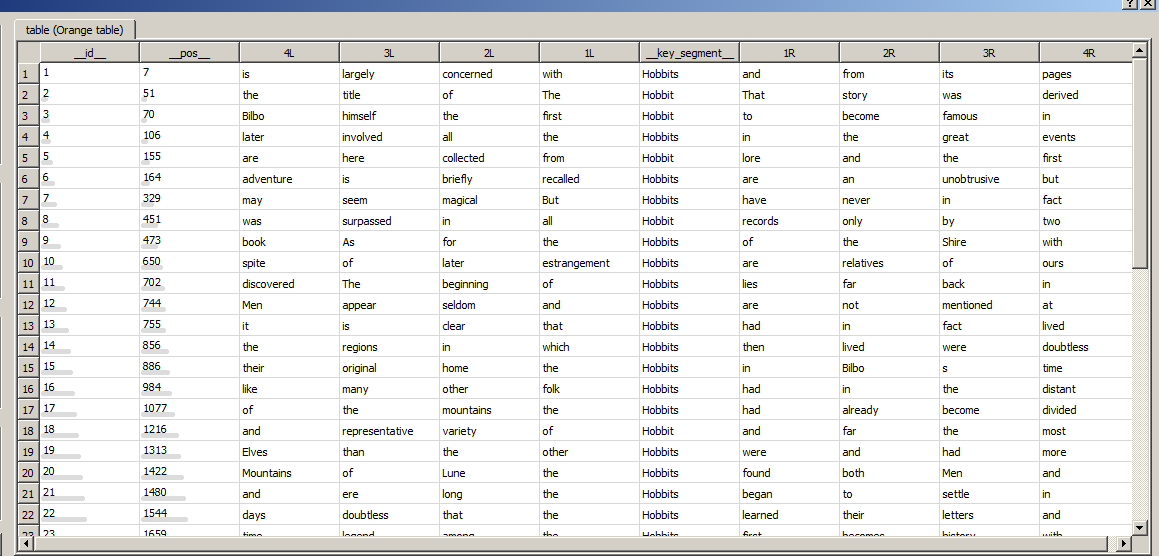 ? X
table (Orange table)
__id__ __pos__ 4L 3L 2L 1L __key_segment__ 1R 2R 3R 4R
1 1 7 is largely concerned with Hobbits and from its pages
2 2 51 the title of The Hobbit That story was derived
3 3 70 Bilbo himself the first Hobbit to become famous in
4 4 106 later involved all the Hobbits in the great events
5 5 155 are here collected from Hobbit lore and the first
6 6 164 adventure is briefly recalled Hobbits are an unobtrusive but
7 7 329 may seem magical But Hobbits have never in fact
8 8 451 was surpassed in all Hobbit records only by two
9 9 473 book As for the Hobbits of the Shire with
10 10 650 spite of later estrangement Hobbits are relatives of ours
11 11 702 discovered The beginning of Hobbits lies far back in
12 12 744 Men appear seldom and Hobbits are not mentioned at
13 13 755 it is clear that Hobbits had in fact lived
14 14 856 the regions in which Hobbits then lived were doubtless
15 15 886 their original home the Hobbits in Bilbo s time
16 16 984 like many other folk Hobbits had in the distant
17 17 1077 of the mountains the Hobbits had already become divided
18 18 1216 and representative variety of Hobbit and far the most
19 19 1313 Elves than the other Hobbits were and had more
20 20 1422 Mountains of Lune the Hobbits found both Men and
21 21 1480 and ere long the Hobbits began to settle in
22 22 1544 days doubtless that the Hobbits learned their letters and
23 23 1659 time legend among the Hobbits first becomes history with